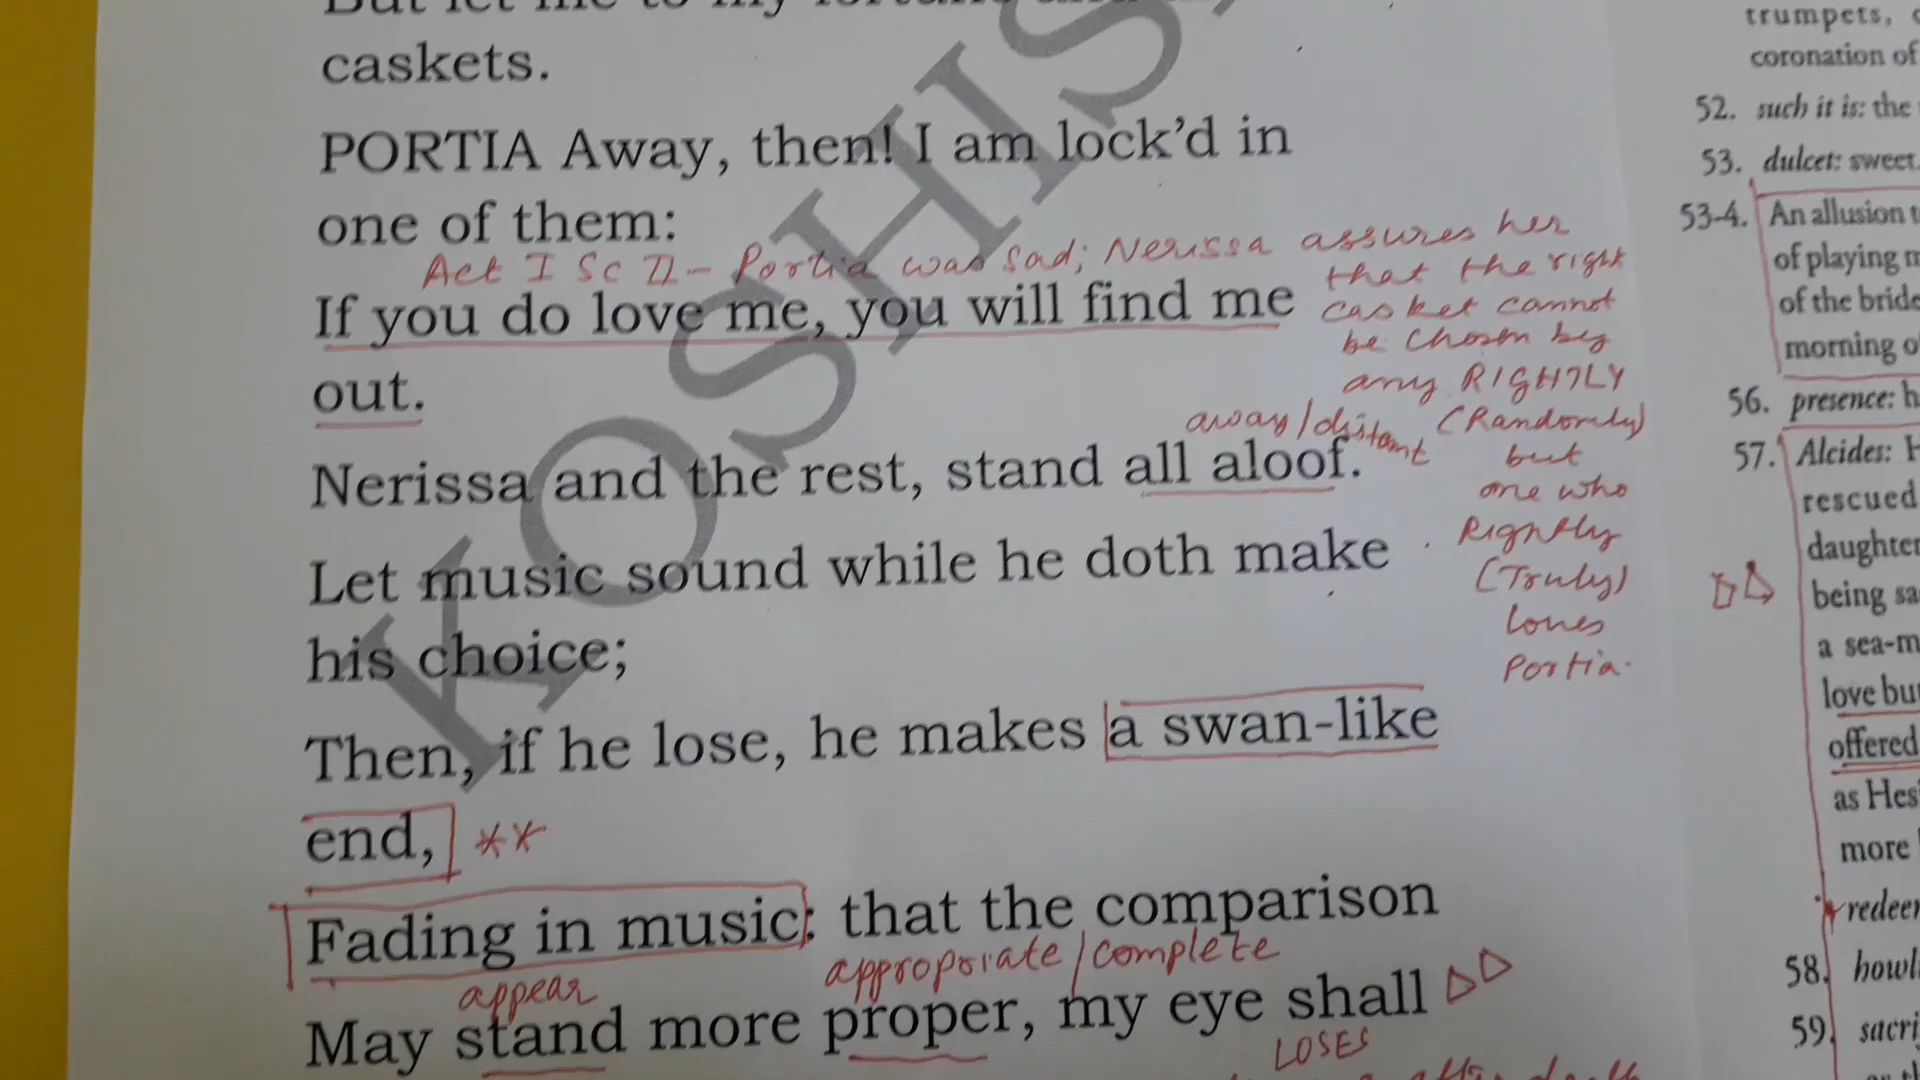 caskets.
PORTIA Away, then! I am lock'd in
one of them:
Act I Sc II - Portia was sad; Nerissa assures her
that the right
If you do love me, you will find me
casket cannot
be chosen by
out.
any RIGHTLY
away/distant
(Randomly)
Nerissa and the rest, stand all aloof.
but
one who
Rightly
Let music sound while he doth make
(Truly)
loves
his choice;
Portia.
Then, if he lose, he makes a swan-like
end, **
Fading in music: that the comparison
appear
appropriate/complete
May stand more proper, my eye shall
LOSES
KOSHIS
trumpets,
coronation of
52. such it is: the
53. dulcet: sweet.
53-4. An allusion t
of playing m
of the bride
morning o
56. presence: h
57. Alcides: H
rescued
daughter
being sa
a sea-m
love bu
offered
as Hes
more
redeem
58. howl
59. sacri